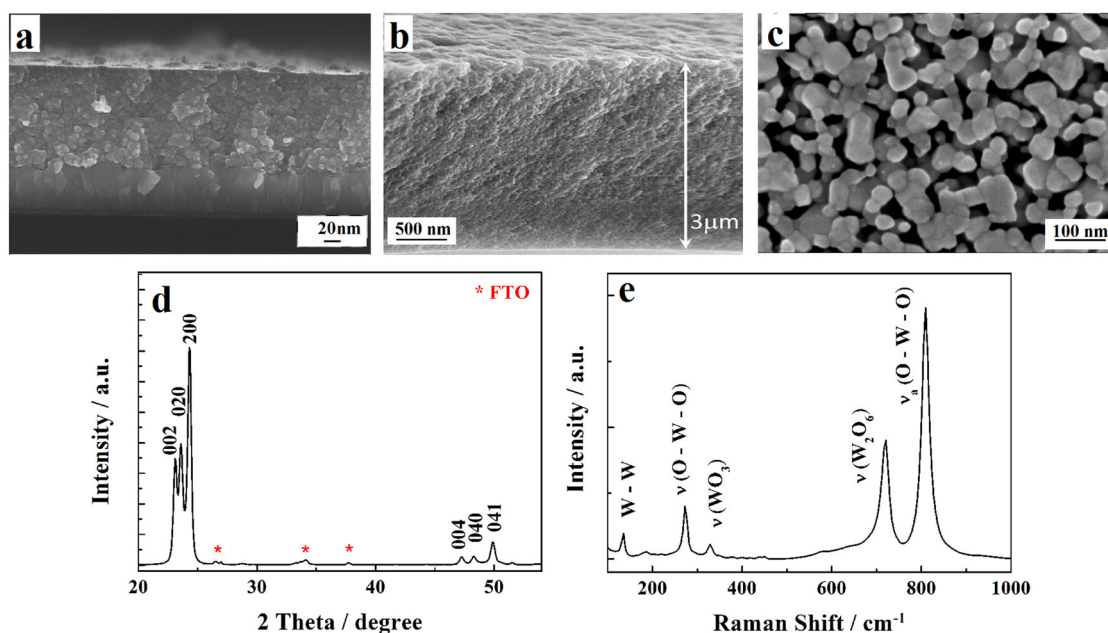 a
20nm
b
500 nm
3μm
c
100 nm
d
* FTO
002
020
200
*
*
*
004
040
041
20
30
40
50
2 Theta / degree
Intensity / a.u.
e
W - W
ν (O - W - O)
ν (WO₃)
ν (W₂O₆)
νₐ (O - W - O)
200
400
600
800
1000
Raman Shift / cm⁻¹
Intensity / a.u.